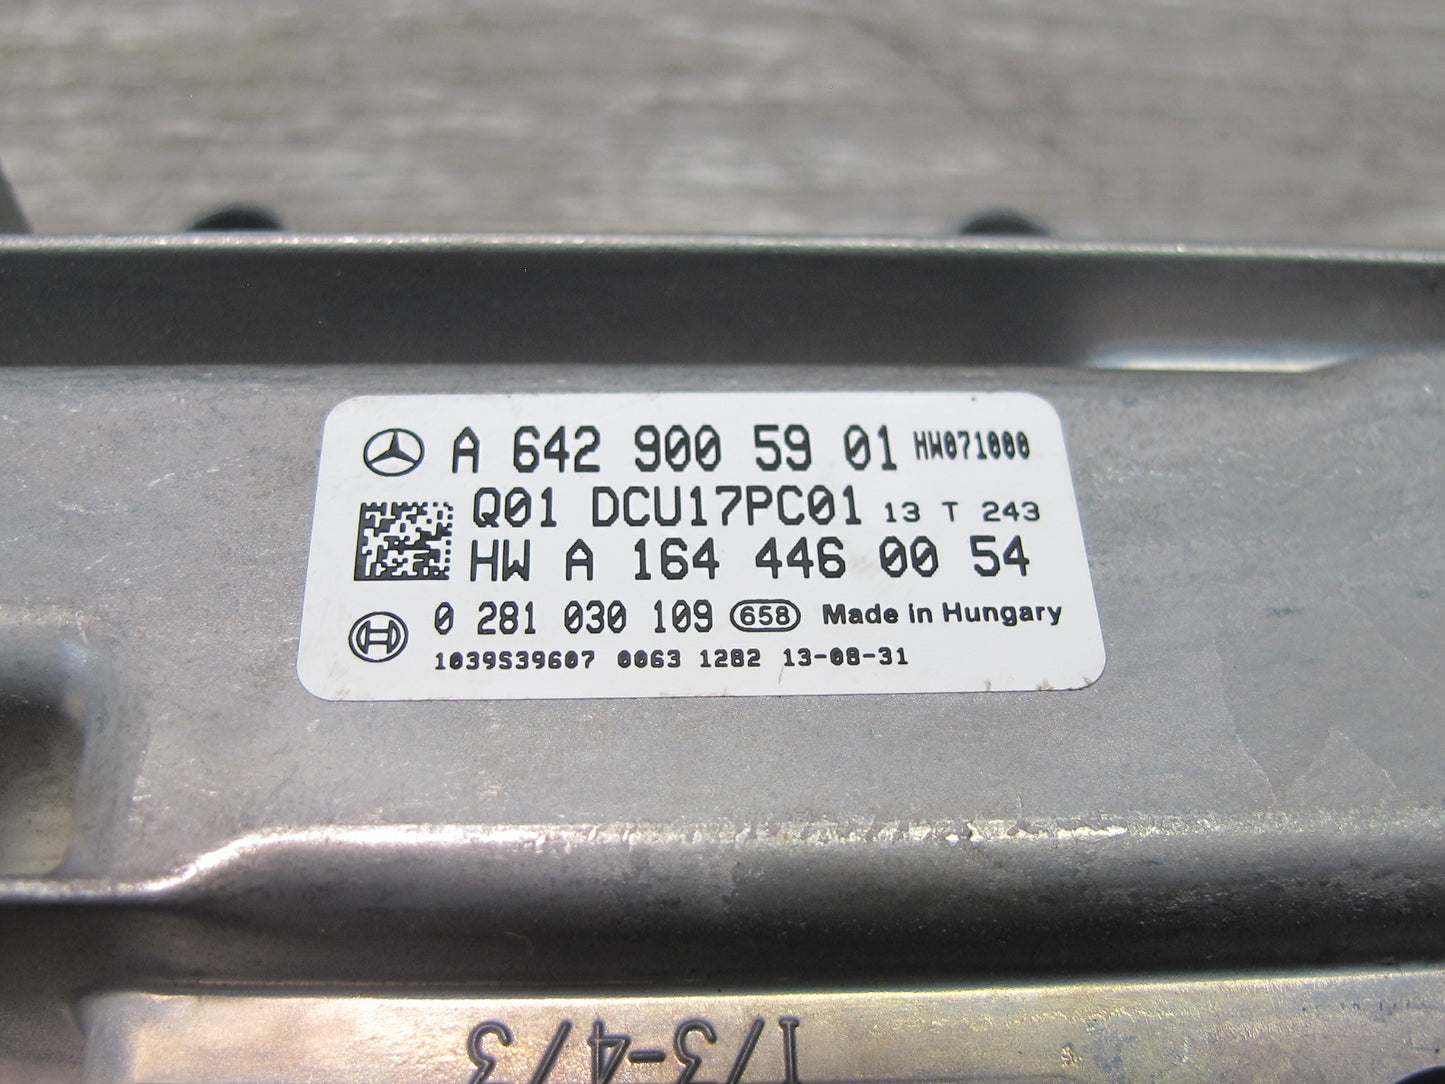 A 642 900 59 01 HW071000
Q01 DCU17PC01 13 T 243
HW A 164 446 00 54
0 281 030 109 658 Made in Hungary
1039S39607 0063 1282 13-08-31
I/3-4/3